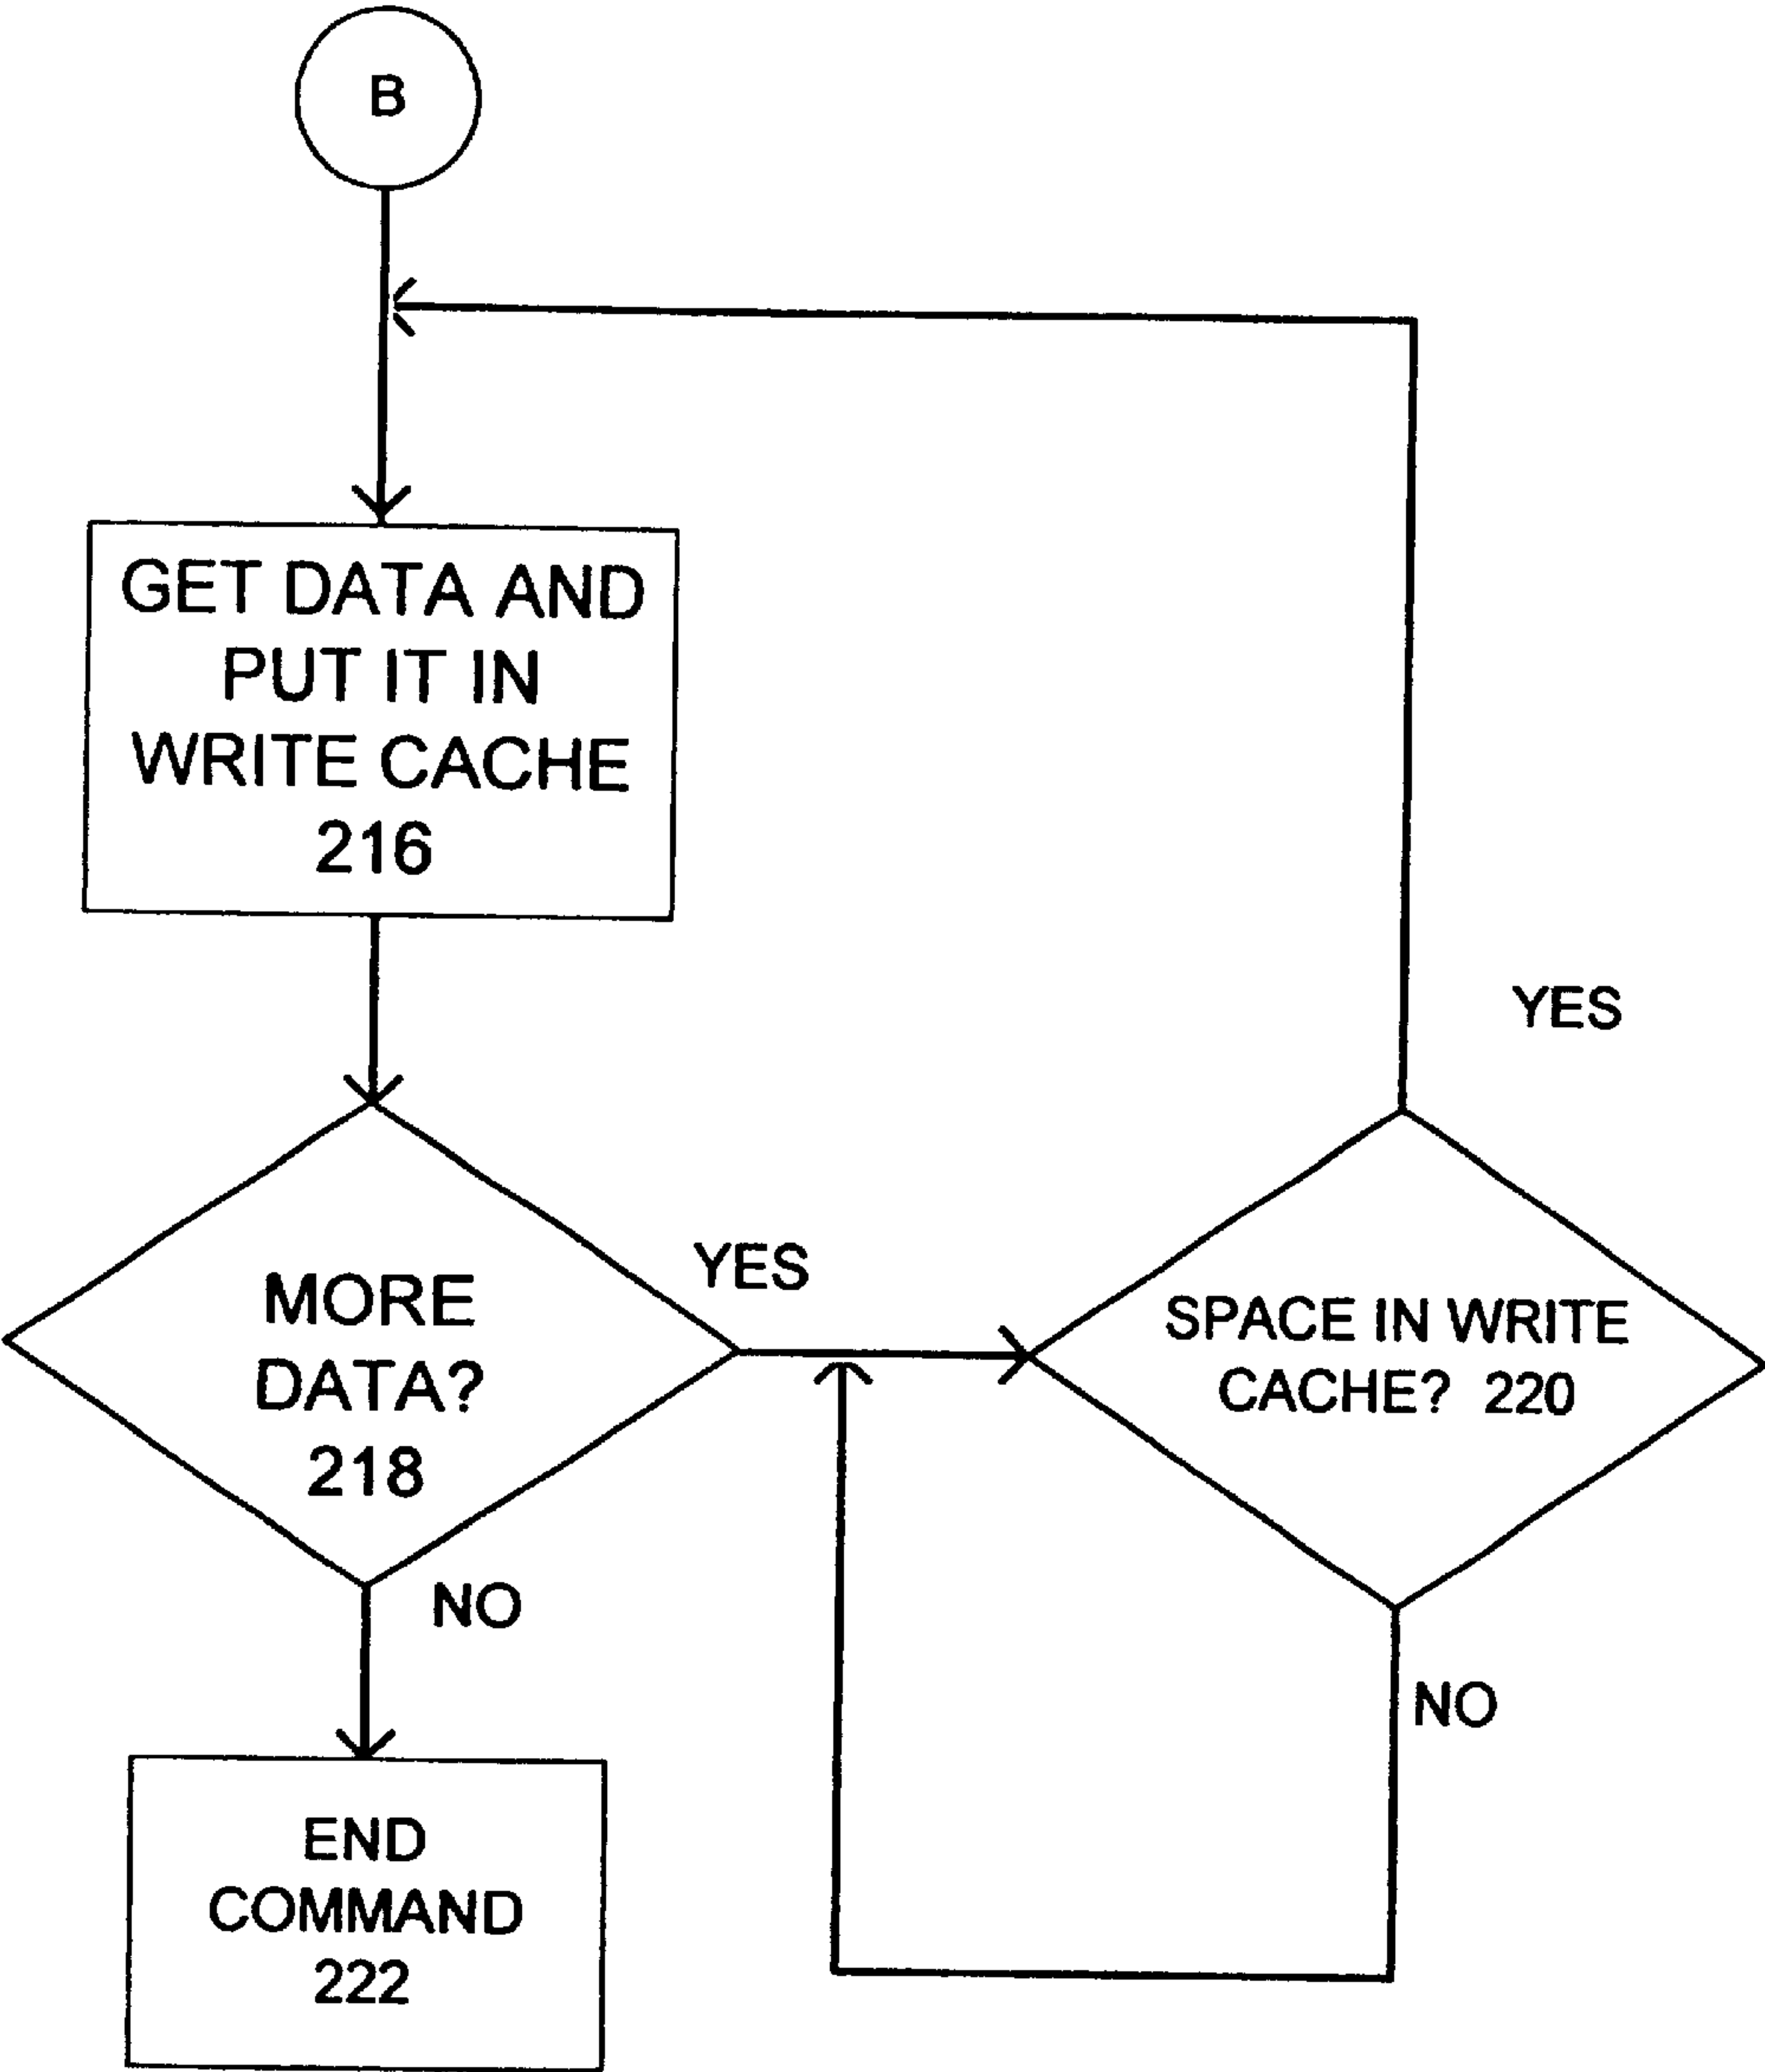 B
GET DATA AND
PUT IT IN
WRITE CACHE
216
YES
MORE
DATA?
218
YES
SPACE IN WRITE
CACHE? 220
NO
NO
END
COMMAND
222